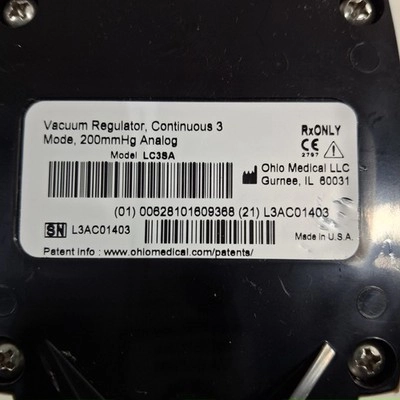 Vacuum Regulator, Continuous 3
Mode, 200mmHg Analog
Model LC3SA
RxONLY
CE
2797
Ohio Medical LLC
Gurnee, IL 60031
(01) 00628101609368 (21) L3AC01403
SN L3AC01403
Made in U.S.A.
Patent info : www.ohiomedical.com/patents/